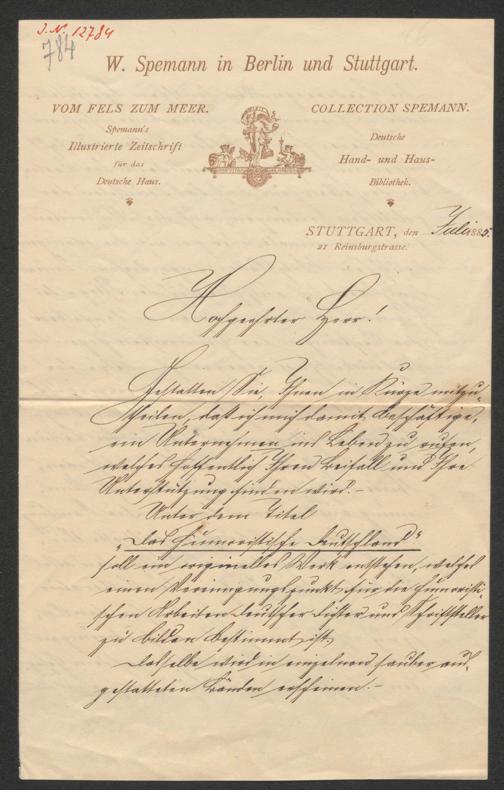 J. N. 12784
784
W. Spemann in Berlin und Stuttgart.
VOM FELS ZUM MEER.
Spemann's
Illustrierte Zeitschrift
für das
Deutsche Haus.
COLLECTION SPEMANN.
Deutsche
Hand- und Haus-
Bibliothek.
STUTTGART, den Juli 1885.
21 Reinsburgstrasse.
Hochgeehrter Herr!
Gestatten Sie, Ihnen in Kürze mitzu-
theilen, daß ich mich damit beschäftige,
ein Unternehmen ins Leben zu rufen,
welches hoffentlich Ihren Beifall und Ihre
Unterstützung finden wird.–
Unter dem Titel
„Das humoristische Deutschland“
soll ein originelles Werk entstehen, welches
einen Vereinigungspunkt für die humoristi-
schen Arbeiten deutscher Dichter und Schriftsteller
zu bilden bestimmt ist.
Dasselbe wird in einzelnen sauber aus-
gestatteten Bänden erscheinen.–